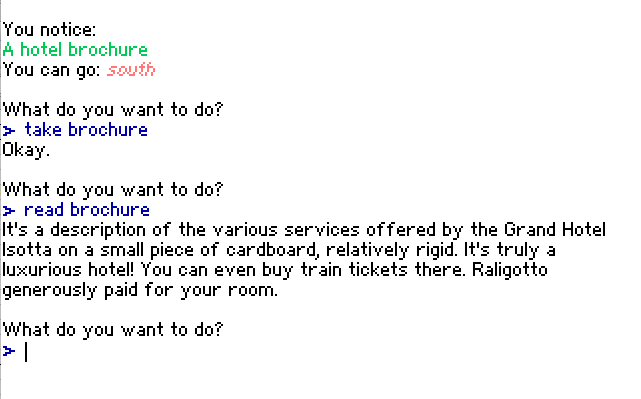 You notice:
A hotel brochure
You can go: south
What do you want to do?
> take brochure
Okay.
What do you want to do?
> read brochure
It's a description of the various services offered by the Grand Hotel
Isotta on a small piece of cardboard, relatively rigid. It's truly a
luxurious hotel! You can even buy train tickets there. Raligotto
generously paid for your room.
What do you want to do?
>